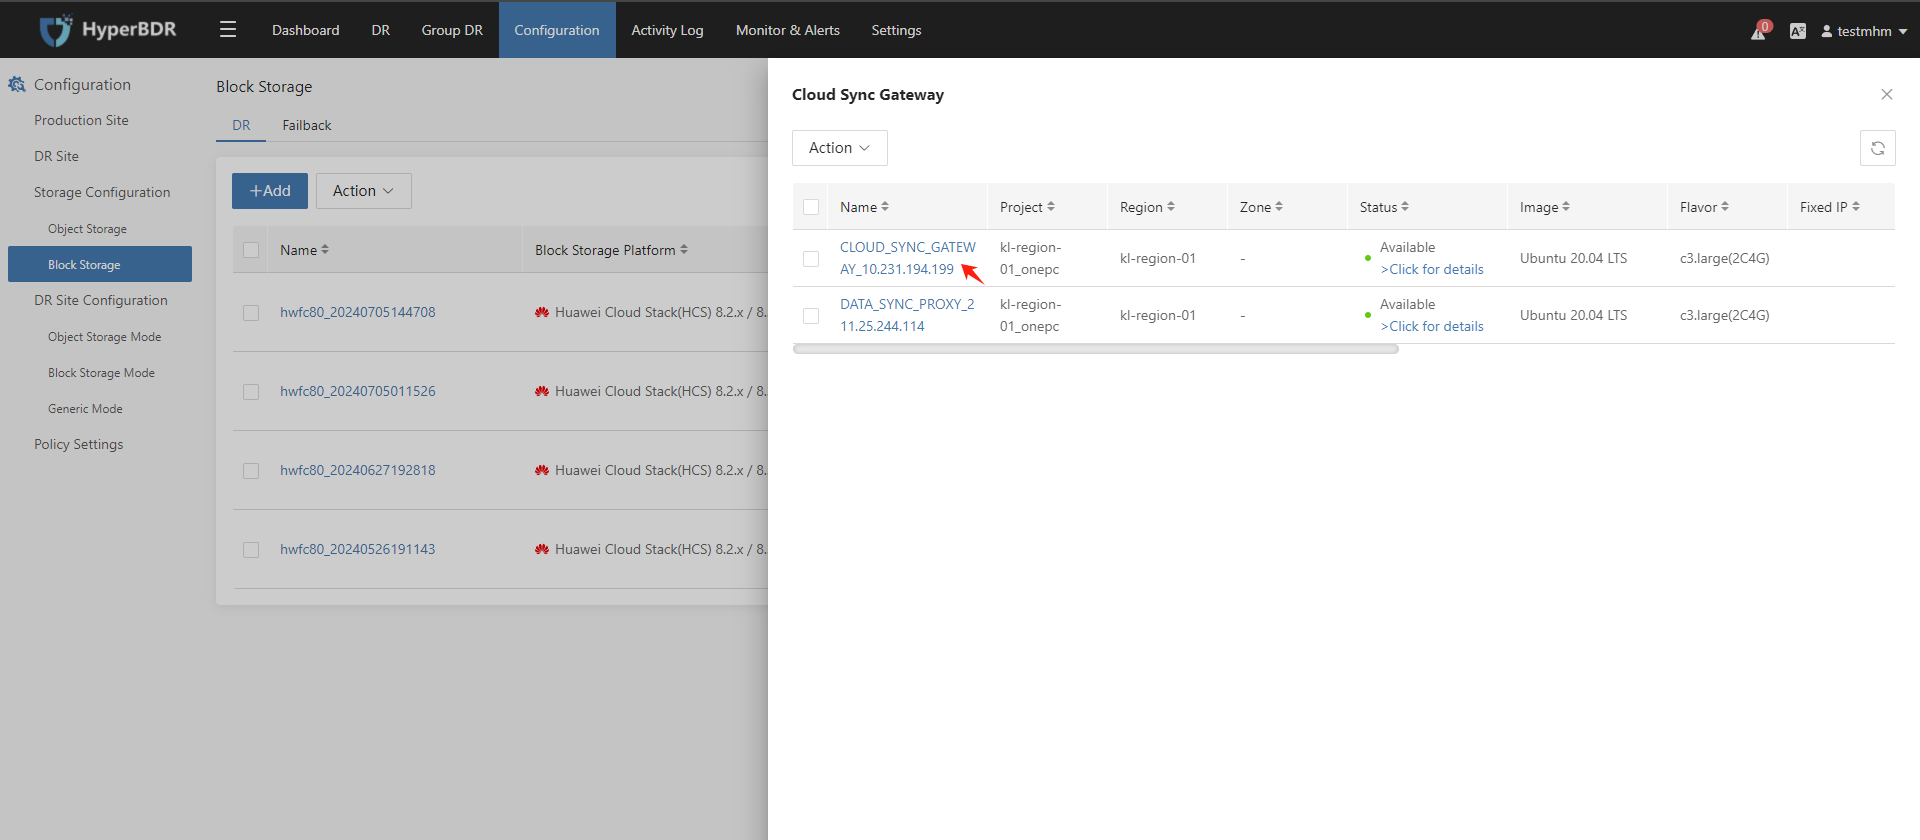 HyperBDR
Dashboard
DR
Group DR
Configuration
Activity Log
Monitor & Alerts
Settings
0
testmhm
Configuration
Production Site
DR Site
Storage Configuration
Object Storage
Block Storage
DR Site Configuration
Object Storage Mode
Block Storage Mode
Generic Mode
Policy Settings
Block Storage
DR
Failback
+Add
Action
Name
Block Storage Platform
hwfc80_20240705144708
Huawei Cloud Stack(HCS) 8.2.x / 8.
hwfc80_20240705011526
Huawei Cloud Stack(HCS) 8.2.x / 8.
hwfc80_20240627192818
Huawei Cloud Stack(HCS) 8.2.x / 8.
hwfc80_20240526191143
Huawei Cloud Stack(HCS) 8.2.x / 8.
Cloud Sync Gateway
Action
Name
Project
Region
Zone
Status
Image
Flavor
Fixed IP
CLOUD_SYNC_GATEW
AY_10.231.194.199
kl-region-
01_onepc
kl-region-01
-
Available
>Click for details
Ubuntu 20.04 LTS
c3.large(2C4G)
DATA_SYNC_PROXY_2
11.25.244.114
kl-region-
01_onepc
kl-region-01
-
Available
>Click for details
Ubuntu 20.04 LTS
c3.large(2C4G)